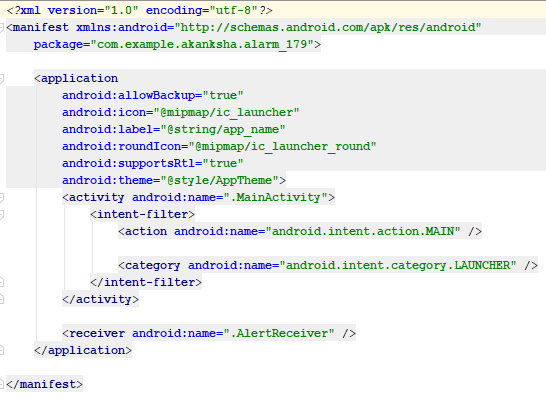 <?xml version="1.0" encoding="utf-8"?>
<manifest xmlns:android="http://schemas.android.com/apk/res/android"
    package="com.example.akanksha.alarm_179">

    <application
        android:allowBackup="true"
        android:icon="@mipmap/ic_launcher"
        android:label="@string/app_name"
        android:roundIcon="@mipmap/ic_launcher_round"
        android:supportsRtl="true"
        android:theme="@style/AppTheme">
        <activity android:name=".MainActivity">
            <intent-filter>
                <action android:name="android.intent.action.MAIN" />

                <category android:name="android.intent.category.LAUNCHER" />
            </intent-filter>
        </activity>

        <receiver android:name=".AlertReceiver" />
    </application>

</manifest>